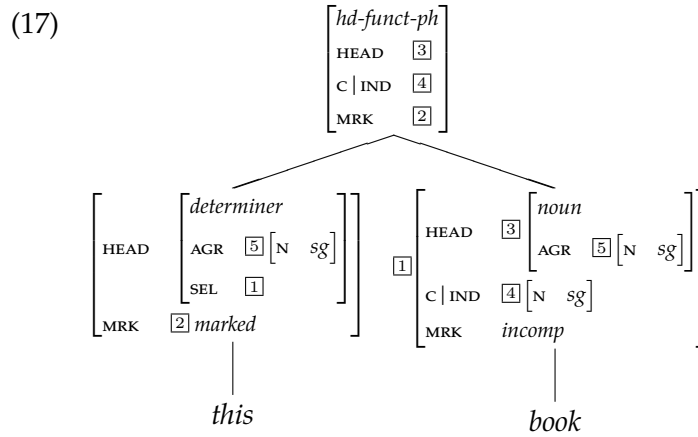 (17)
hd-funct-ph
HEAD 3
C | IND 4
MRK 2
determiner
HEAD AGR 5 [N sg]
SEL 1
MRK 2 marked
this
1
noun
HEAD 3 AGR 5 [N sg]
C | IND 4 [N sg]
MRK incomp
book